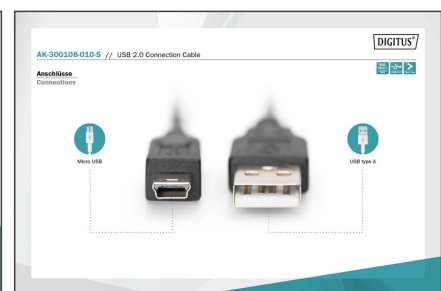 DIGITUS®
AK-300108-010-S // USB 2.0 Connection Cable
Anschlüsse
Connections
Micro USB
USB type A